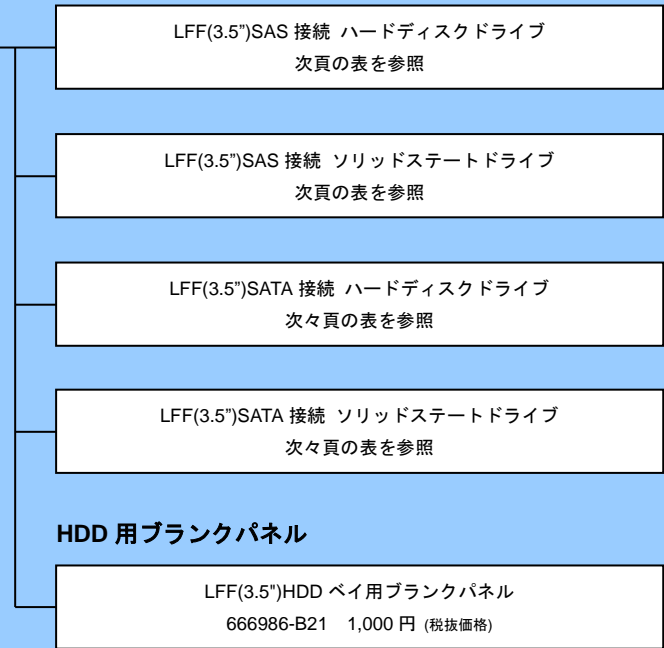 LFF(3.5”)SAS 接続 ハードディスクドライブ
次頁の表を参照
LFF(3.5”)SAS 接続 ソリッドステートドライブ
次頁の表を参照
LFF(3.5”)SATA 接続 ハードディスクドライブ
次々頁の表を参照
LFF(3.5”)SATA 接続 ソリッドステートドライブ
次々頁の表を参照
HDD 用ブランクパネル
LFF(3.5")HDD ベイ用ブランクパネル
666986-B21 1,000 円 (税抜価格)